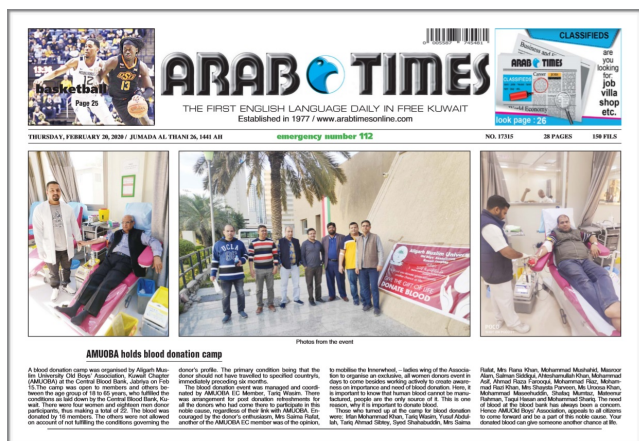 0 005567 745461
CLASSIFIEDS
are
you
looking
for:
job
villa
shop
etc.
look page : 26
CLASSIFIEDS
basketball
Page 25
12
13
ARAB TIMES
THE FIRST ENGLISH LANGUAGE DAILY IN FREE KUWAIT
Established in 1977 / www.arabtimesonline.com
THURSDAY, FEBRUARY 20, 2020 / JUMADA AL THANI 26, 1441 AH
emergency number 112
NO. 17315
28 PAGES
150 FILS
UCLA
Aligarh Muslim University
GIVE THE GIFT OF LIFE
DONATE BLOOD
Photos from the event
AMUOBA holds blood donation camp
A blood donation camp was organised by Aligarh Mus-
lim University Old Boys' Association, Kuwait Chapter
(AMUOBA) at the Central Blood Bank, Jabriya on Feb
15.The camp was open to members and others be-
tween the age group of 18 to 65 years, who fulfilled the
conditions as laid down by the Central Blood Bank, Ku-
wait. There were four women and eighteen men donor
participants, thus making a total of 22. The blood was
donated by 16 members. The others were not allowed
on account of not fulfilling the conditions governing the
donor's profile. The primary condition being that the
donor should not have travelled to specified country/s,
immediately preceding six months.
The blood donation event was managed and coordi-
nated by AMUOBA EC Member, Tariq Wasim. There
was arrangement for post donation refreshments for
all the donors who had come there to participate in this
noble cause, regardless of their link with AMUOBA. En-
couraged by the donor's enthusiasm, Mrs Saima Rafat,
another of the AMUOBA EC member was of the opinion,
to mobilise the Innerwheel, – ladies wing of the Associa-
tion to organise an exclusive, all women donors event in
days to come besides working actively to create aware-
ness on importance and need of blood donation. Here, it
is important to know that human blood cannot be manu-
factured, people are the only source of it. This is one
reason, why it is important to donate blood.
Those who turned up at the camp for blood donation
were: Irfan Mohammad Khan, Tariq Wasim, Yusuf Abdul-
lah, Tariq Ahmad Sibtey, Syed Shahabuddin, Mrs Saima
Rafat, Mrs Rana Khan, Mohammad Mushahid, Masroor
Alam, Salman Siddiqui, Ahteshamullah Khan, Mohammad
Asif, Ahmad Raza Farooqui, Mohammad Riaz, Moham-
mad Rafi Khan, Mrs Shaysta Parveen, Ms Unoosa Khan,
Mohammad Maseehuddin, Shafaq Mumtaz, Mateenur
Rahman, Taqui Hasan and Mohammad Shariq. The need
of blood at the blood bank has always been a concern.
Hence AMUOBA (Boys' Association, appeals to all citizens
to come forward and be a part of this noble cause. Your
donated blood can give someone another chance at life.